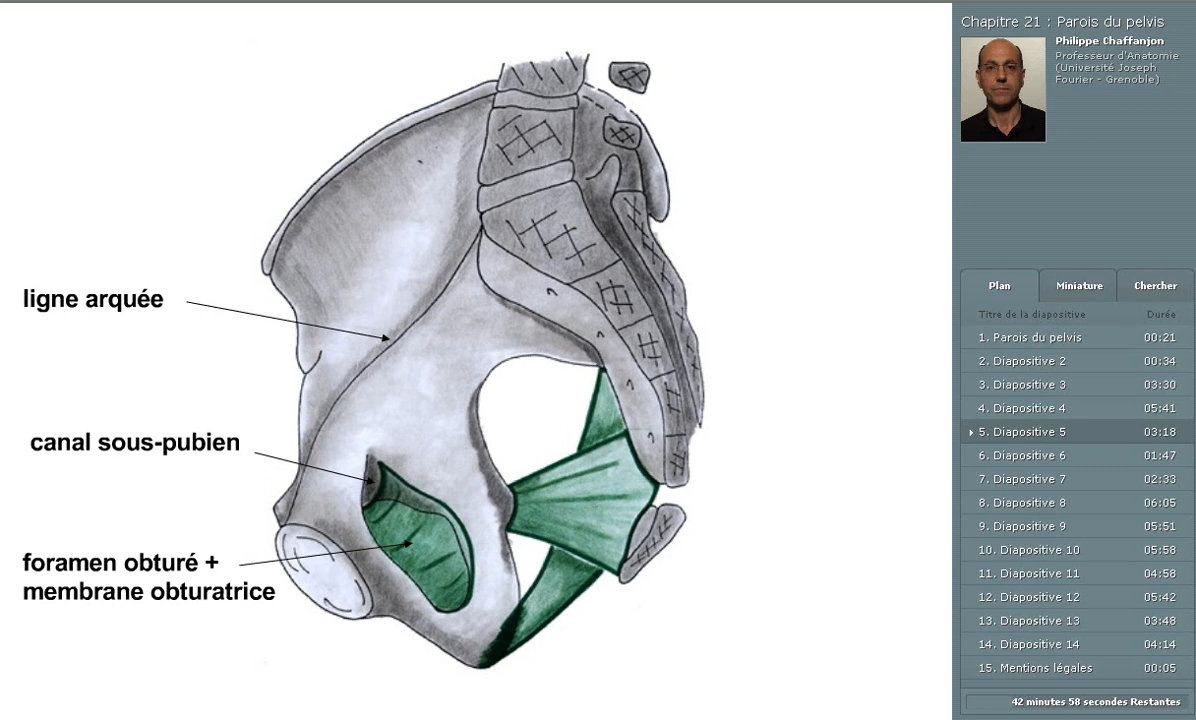 ligne arquée
canal sous-pubien
foramen obturé +
membrane obturatrice
Chapitre 21 : Parois du pelvis
Philippe Chaffanjon
Professeur d'Anatomie
(Université Joseph
Fourier - Grenoble)
Plan Miniature Chercher
Titre de la diapositive Durée
1. Parois du pelvis 00:21
2. Diapositive 2 00:34
3. Diapositive 3 03:30
4. Diapositive 4 05:41
5. Diapositive 5 03:18
6. Diapositive 6 01:47
7. Diapositive 7 02:33
8. Diapositive 8 06:05
9. Diapositive 9 05:51
10. Diapositive 10 05:58
11. Diapositive 11 04:58
12. Diapositive 12 05:42
13. Diapositive 13 03:48
14. Diapositive 14 04:14
15. Mentions légales 00:05
42 minutes 58 secondes Restantes